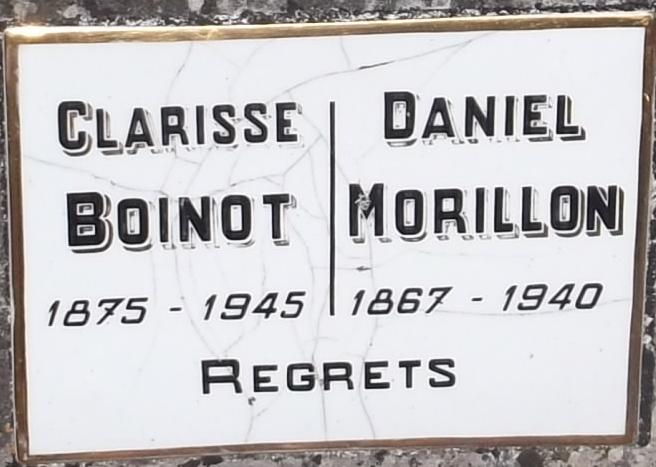 CLARISSE
BOINOT
1875 - 1945
DANIEL
MORILLON
1867 - 1940
REGRETS